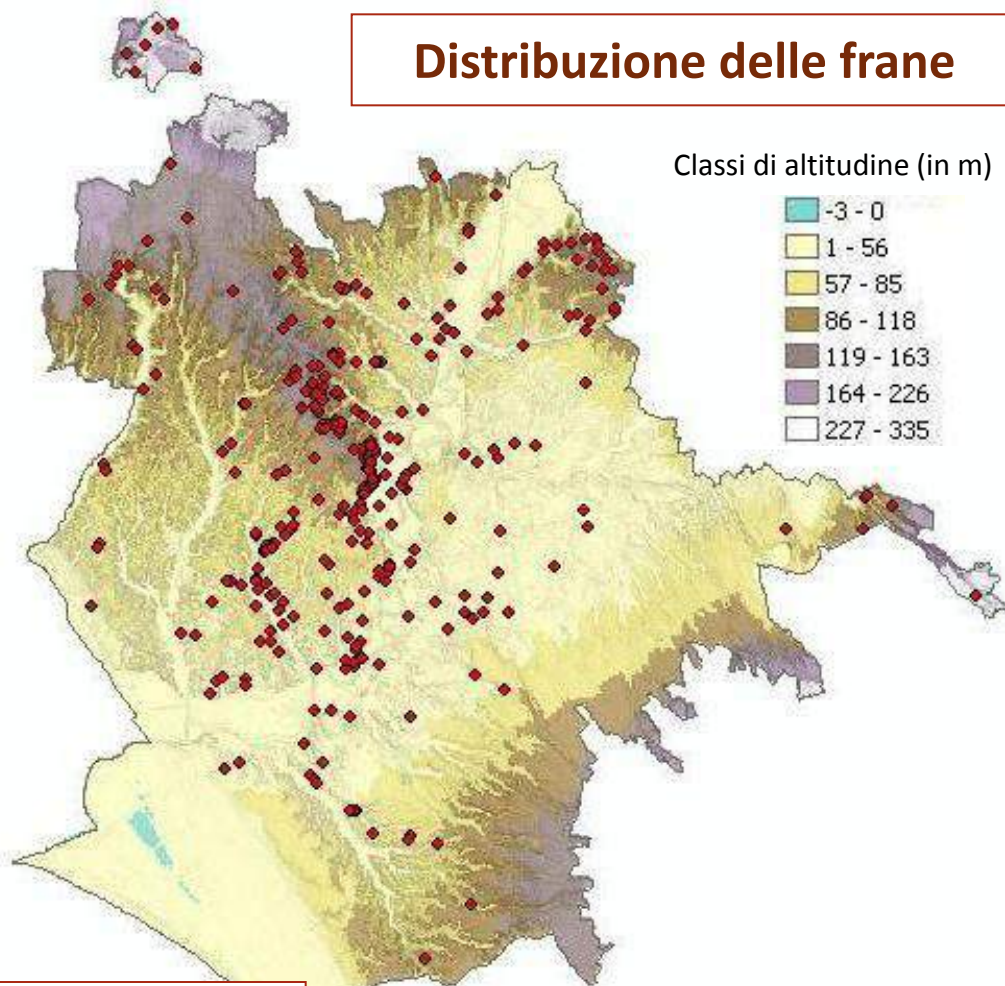 Distribuzione delle frane
Classi di altitudine (in m)
-3 - 0
1 - 56
57 - 85
86 - 118
119 - 163
164 - 226
227 - 335